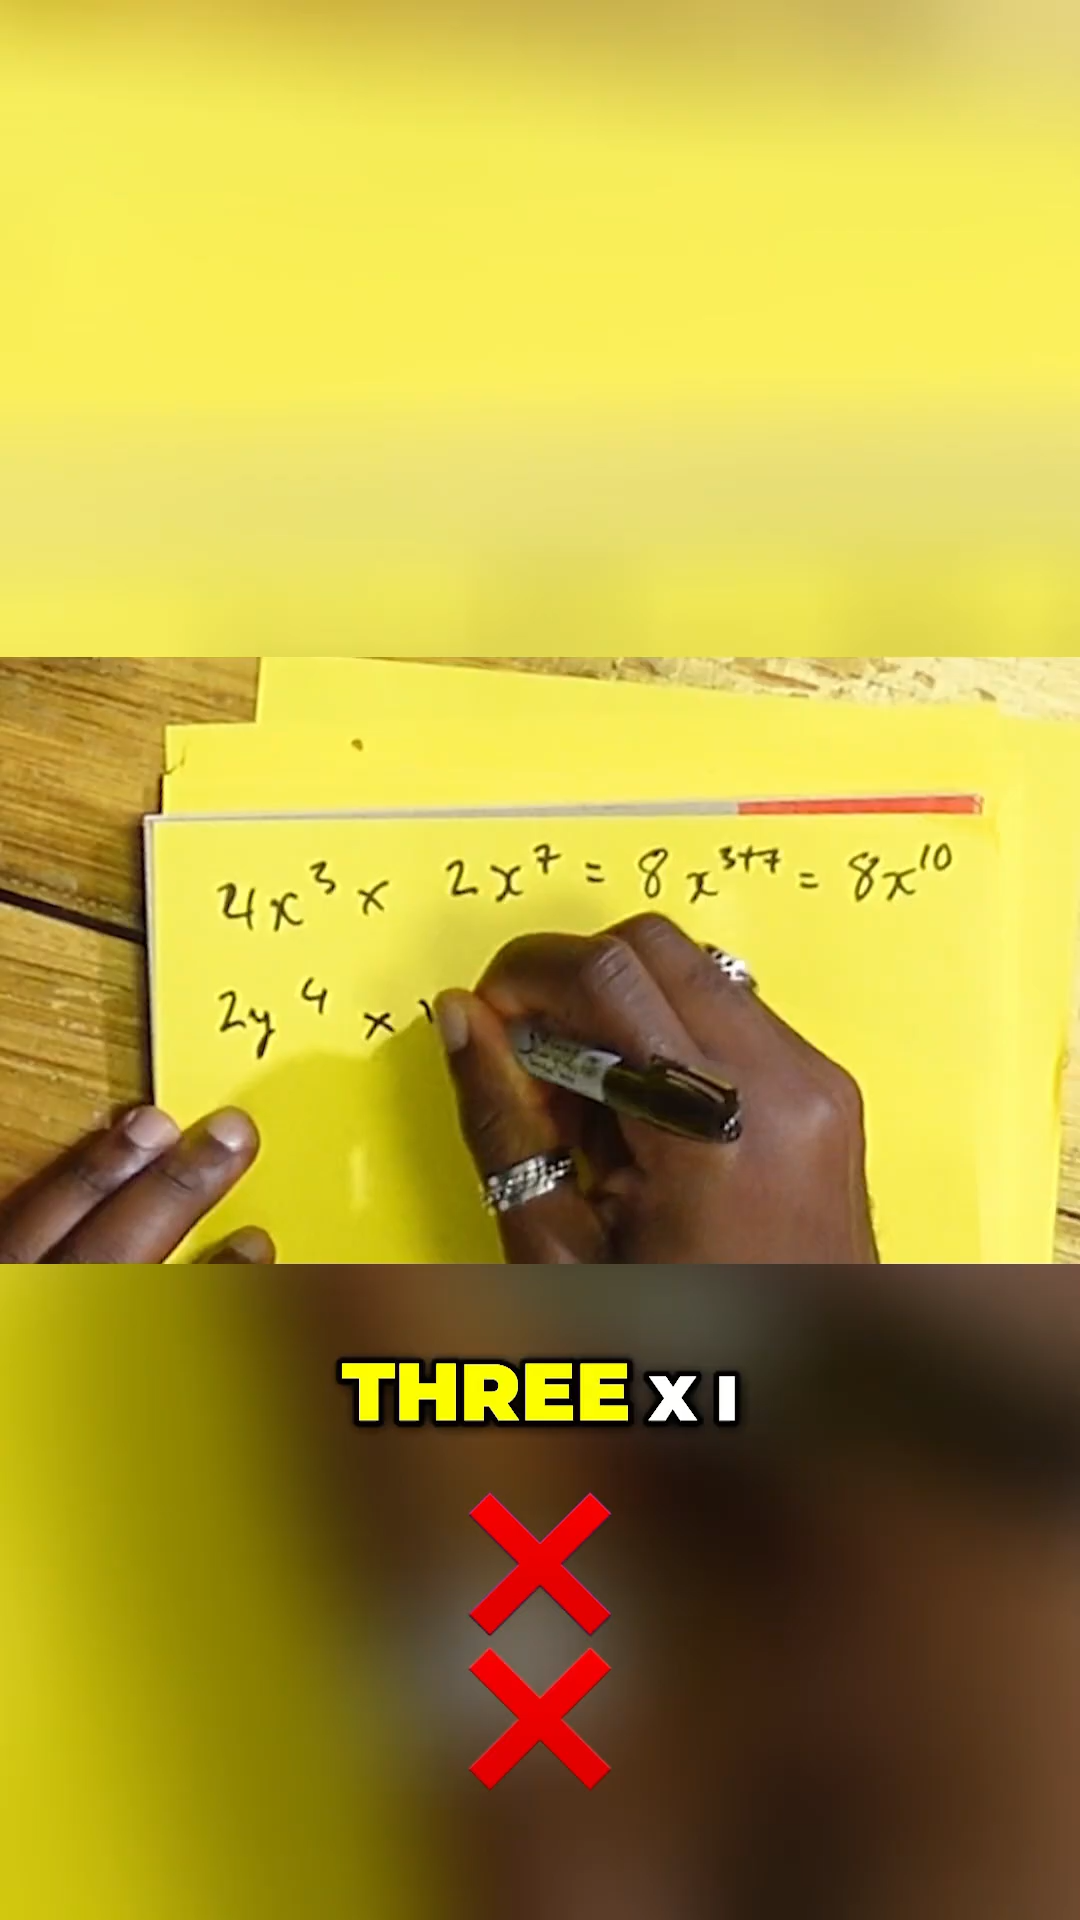 4x³ x 2x⁷ = 8x³⁺⁷ = 8x¹⁰
2y⁴ x
THREE X I